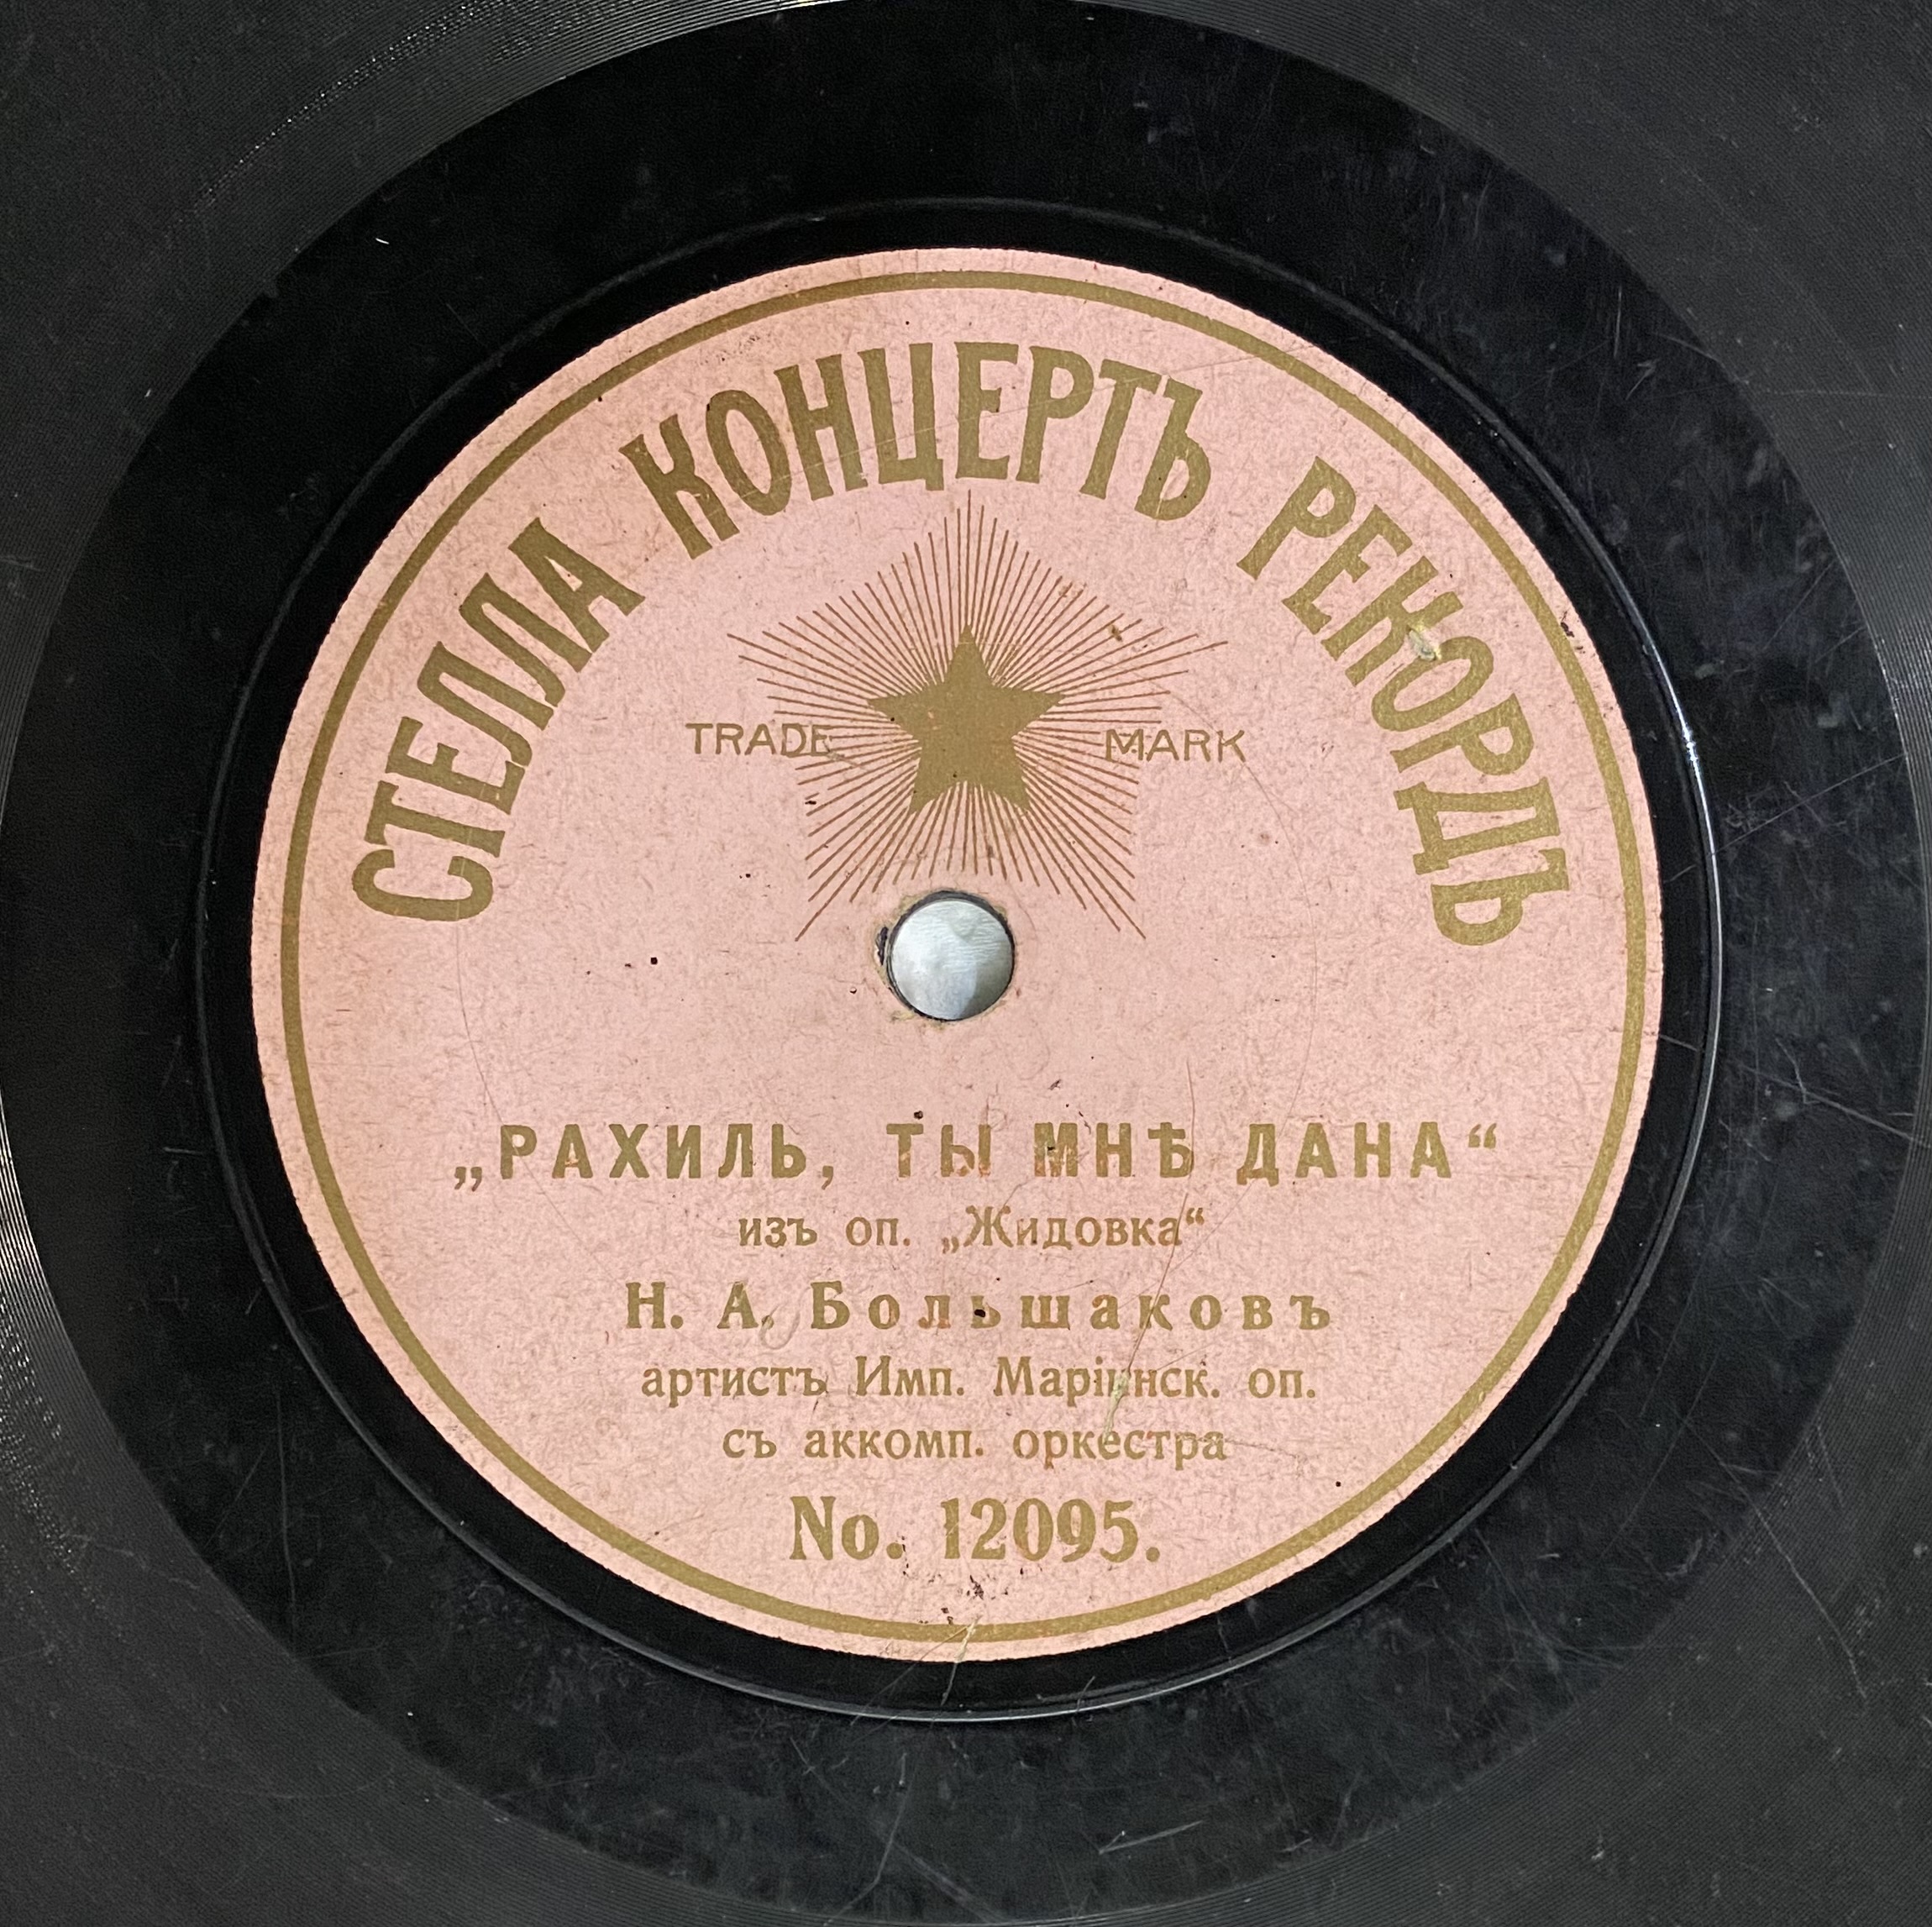 СТЕЛЛА КОНЦЕРТЪ РЕКОРДЪ
TRADE MARK
„РАХИЛЬ, ТЫ МНѢ ДАНА“
изъ оп. „Жидовка“
Н. А. Большаковъ
артистъ Имп. Маріинск. оп.
съ аккомп. оркестра
No. 12095.